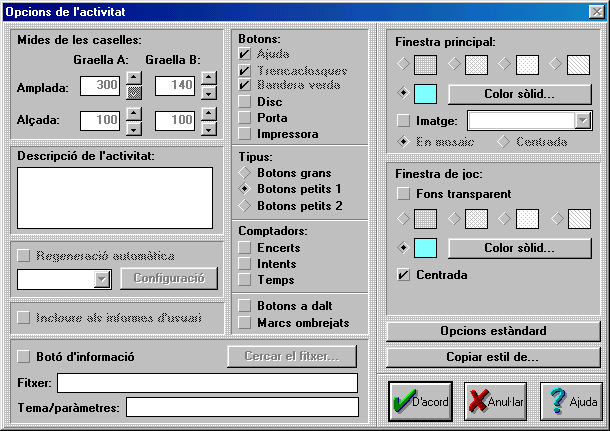 Opcions de l'activitat
Mides de les caselles:
Graella A: Graella B:
Amplada: 300 140
Alçada: 100 100
Descripció de l'activitat:
Regeneració automàtica
Configuració
Incloure als informes d'usuari
Botons:
Ajuda
Trencaclosques
Bandera verda
Disc
Porta
Impressora
Tipus:
Botons grans
Botons petits 1
Botons petits 2
Comptadors:
Encerts
Intents
Temps
Botons a dalt
Marcs ombrejats
Botó d'informació
Cercar el fitxer...
Fitxer:
Tema/paràmetres:
Finestra principal:
Color sòlid...
Imatge:
En mosaic Centrada
Finestra de joc:
Fons transparent
Color sòlid...
Centrada
Opcions estàndard
Copiar estil de...
D'acord
Anul·lar
Ajuda